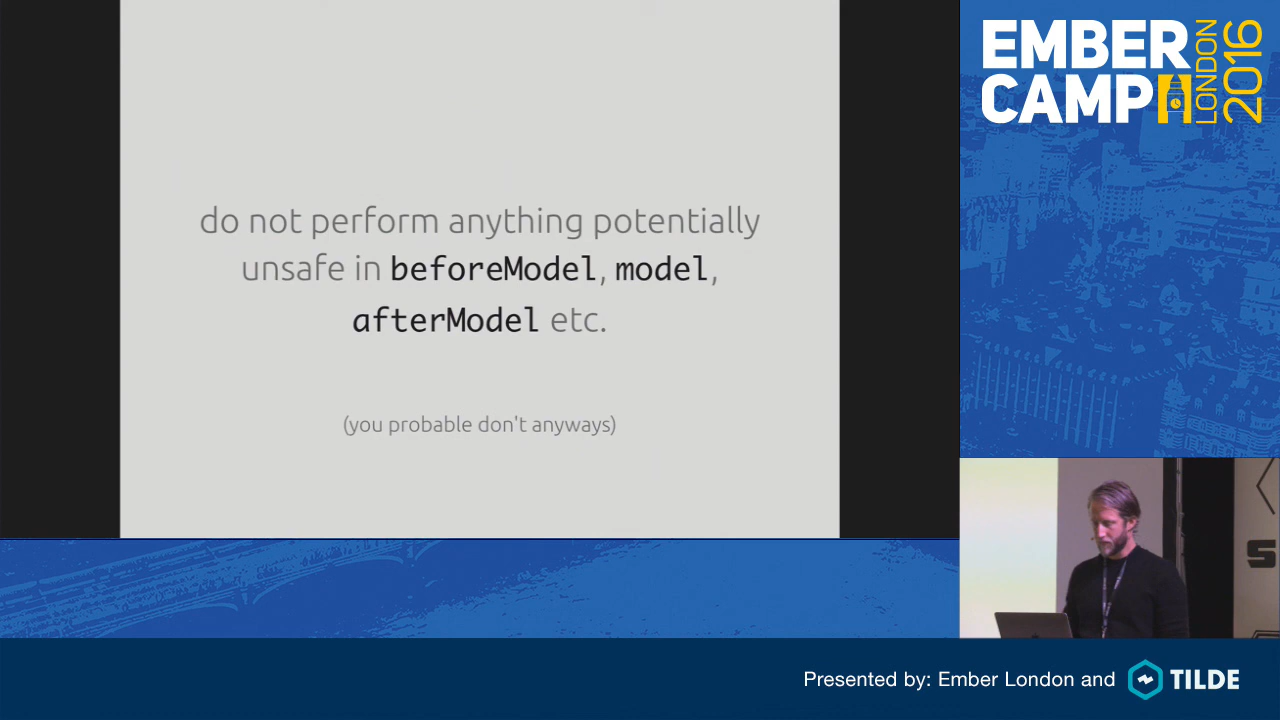 do not perform anything potentially
unsafe in beforeModel, model,
afterModel etc.
(you probable don't anyways)
EMBER
CAMP
LONDON
2016
S
Presented by: Ember London and
TILDE